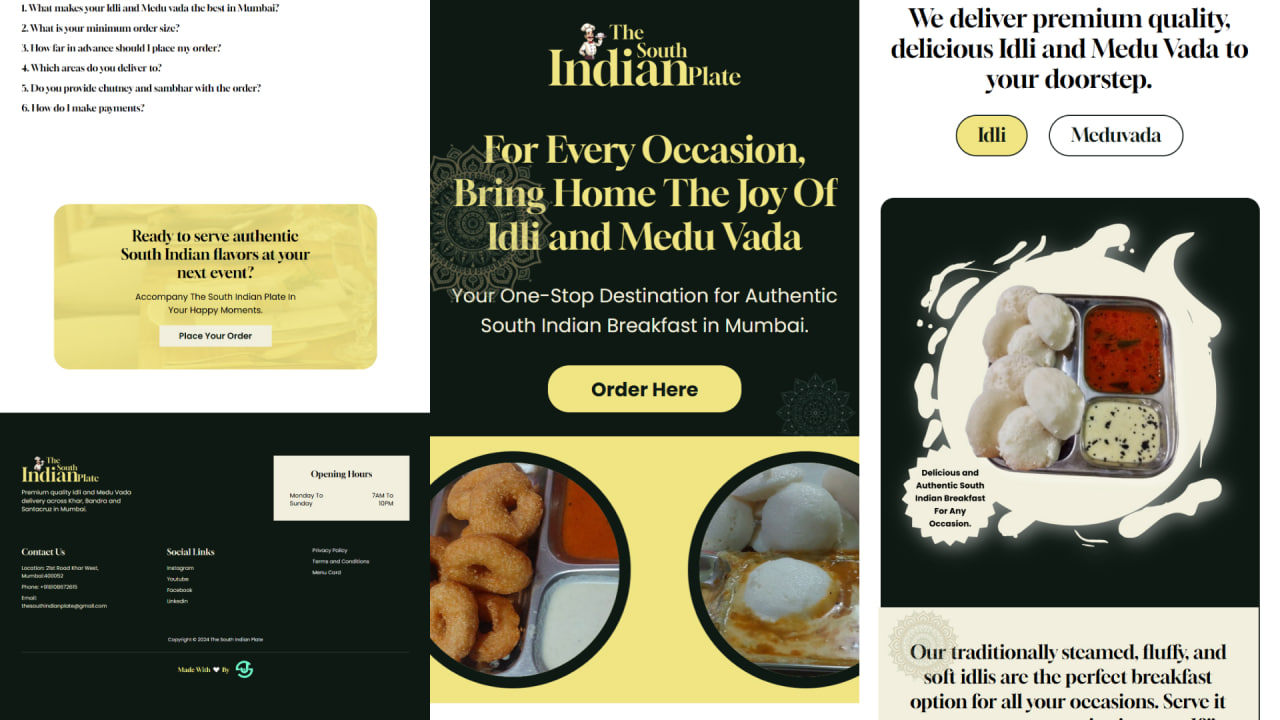 1. What makes your Idli and Medu vada the best in Mumbai?
2. What is your minimum order size?
3. How far in advance should I place my order?
4. Which areas do you deliver to?
5. Do you provide chutney and sambhar with the order?
6. How do I make payments?
Ready to serve authentic
South Indian flavors at your
next event?
Accompany The South Indian Plate In
Your Happy Moments.
Place Your Order
The
South
Indian Plate
Premium quality Idli and Medu Vada
delivery across Khar, Bandra and
Santacruz in Mumbai.
Opening Hours
Monday To
Sunday
7AM To
10PM
Contact Us
Location: 21st Road Khar West,
Mumbai:400052
Phone: +918108672615
Email:
thesouthindianplate@gmail.com
Social Links
Instagram
Youtube
Facebook
Linkedin
Privacy Policy
Terms and Conditions
Menu Card
Copyright © 2024 The South Indian Plate
Made With ❤ By
The
South
Indian Plate
For Every Occasion,
Bring Home The Joy Of
Idli and Medu Vada
Your One-Stop Destination for Authentic
South Indian Breakfast in Mumbai.
Order Here
We deliver premium quality,
delicious Idli and Medu Vada to
your doorstep.
Idli
Meduvada
Delicious and
Authentic South
Indian Breakfast
For Any
Occasion.
Our traditionally steamed, fluffy, and
soft idlis are the perfect breakfast
option for all your occasions. Serve it